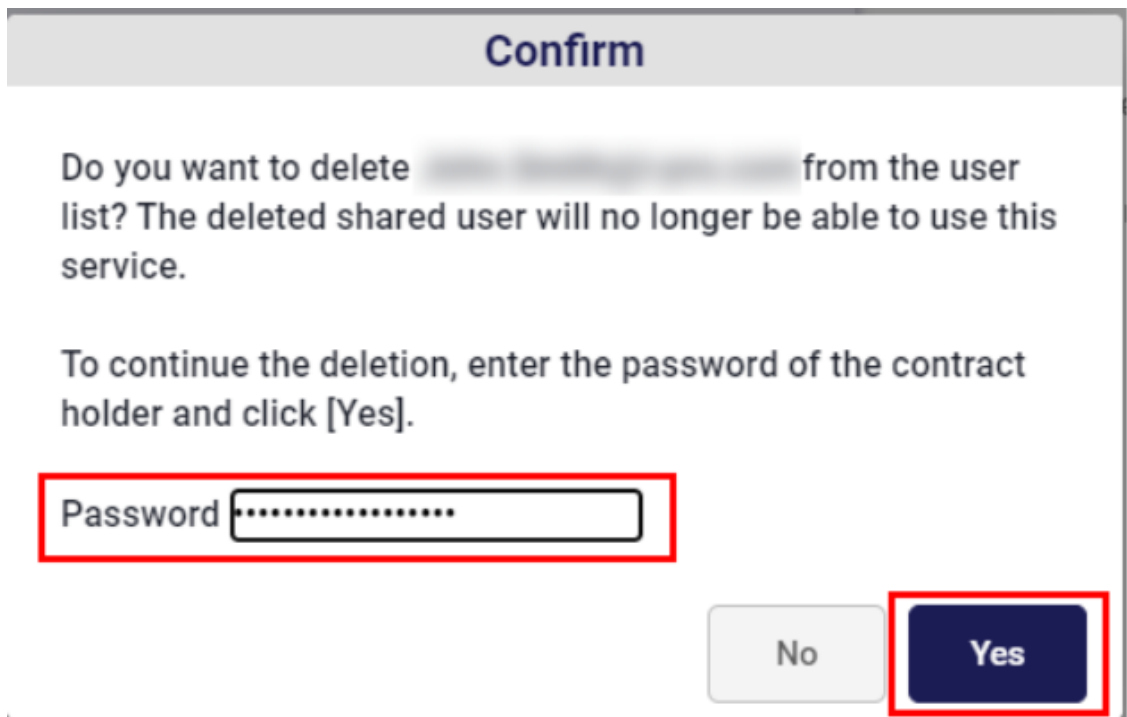 Confirm
Do you want to delete from the user
list? The deleted shared user will no longer be able to use this
service.
To continue the deletion, enter the password of the contract
holder and click [Yes].
Password ••••••••••••••••••
No
Yes